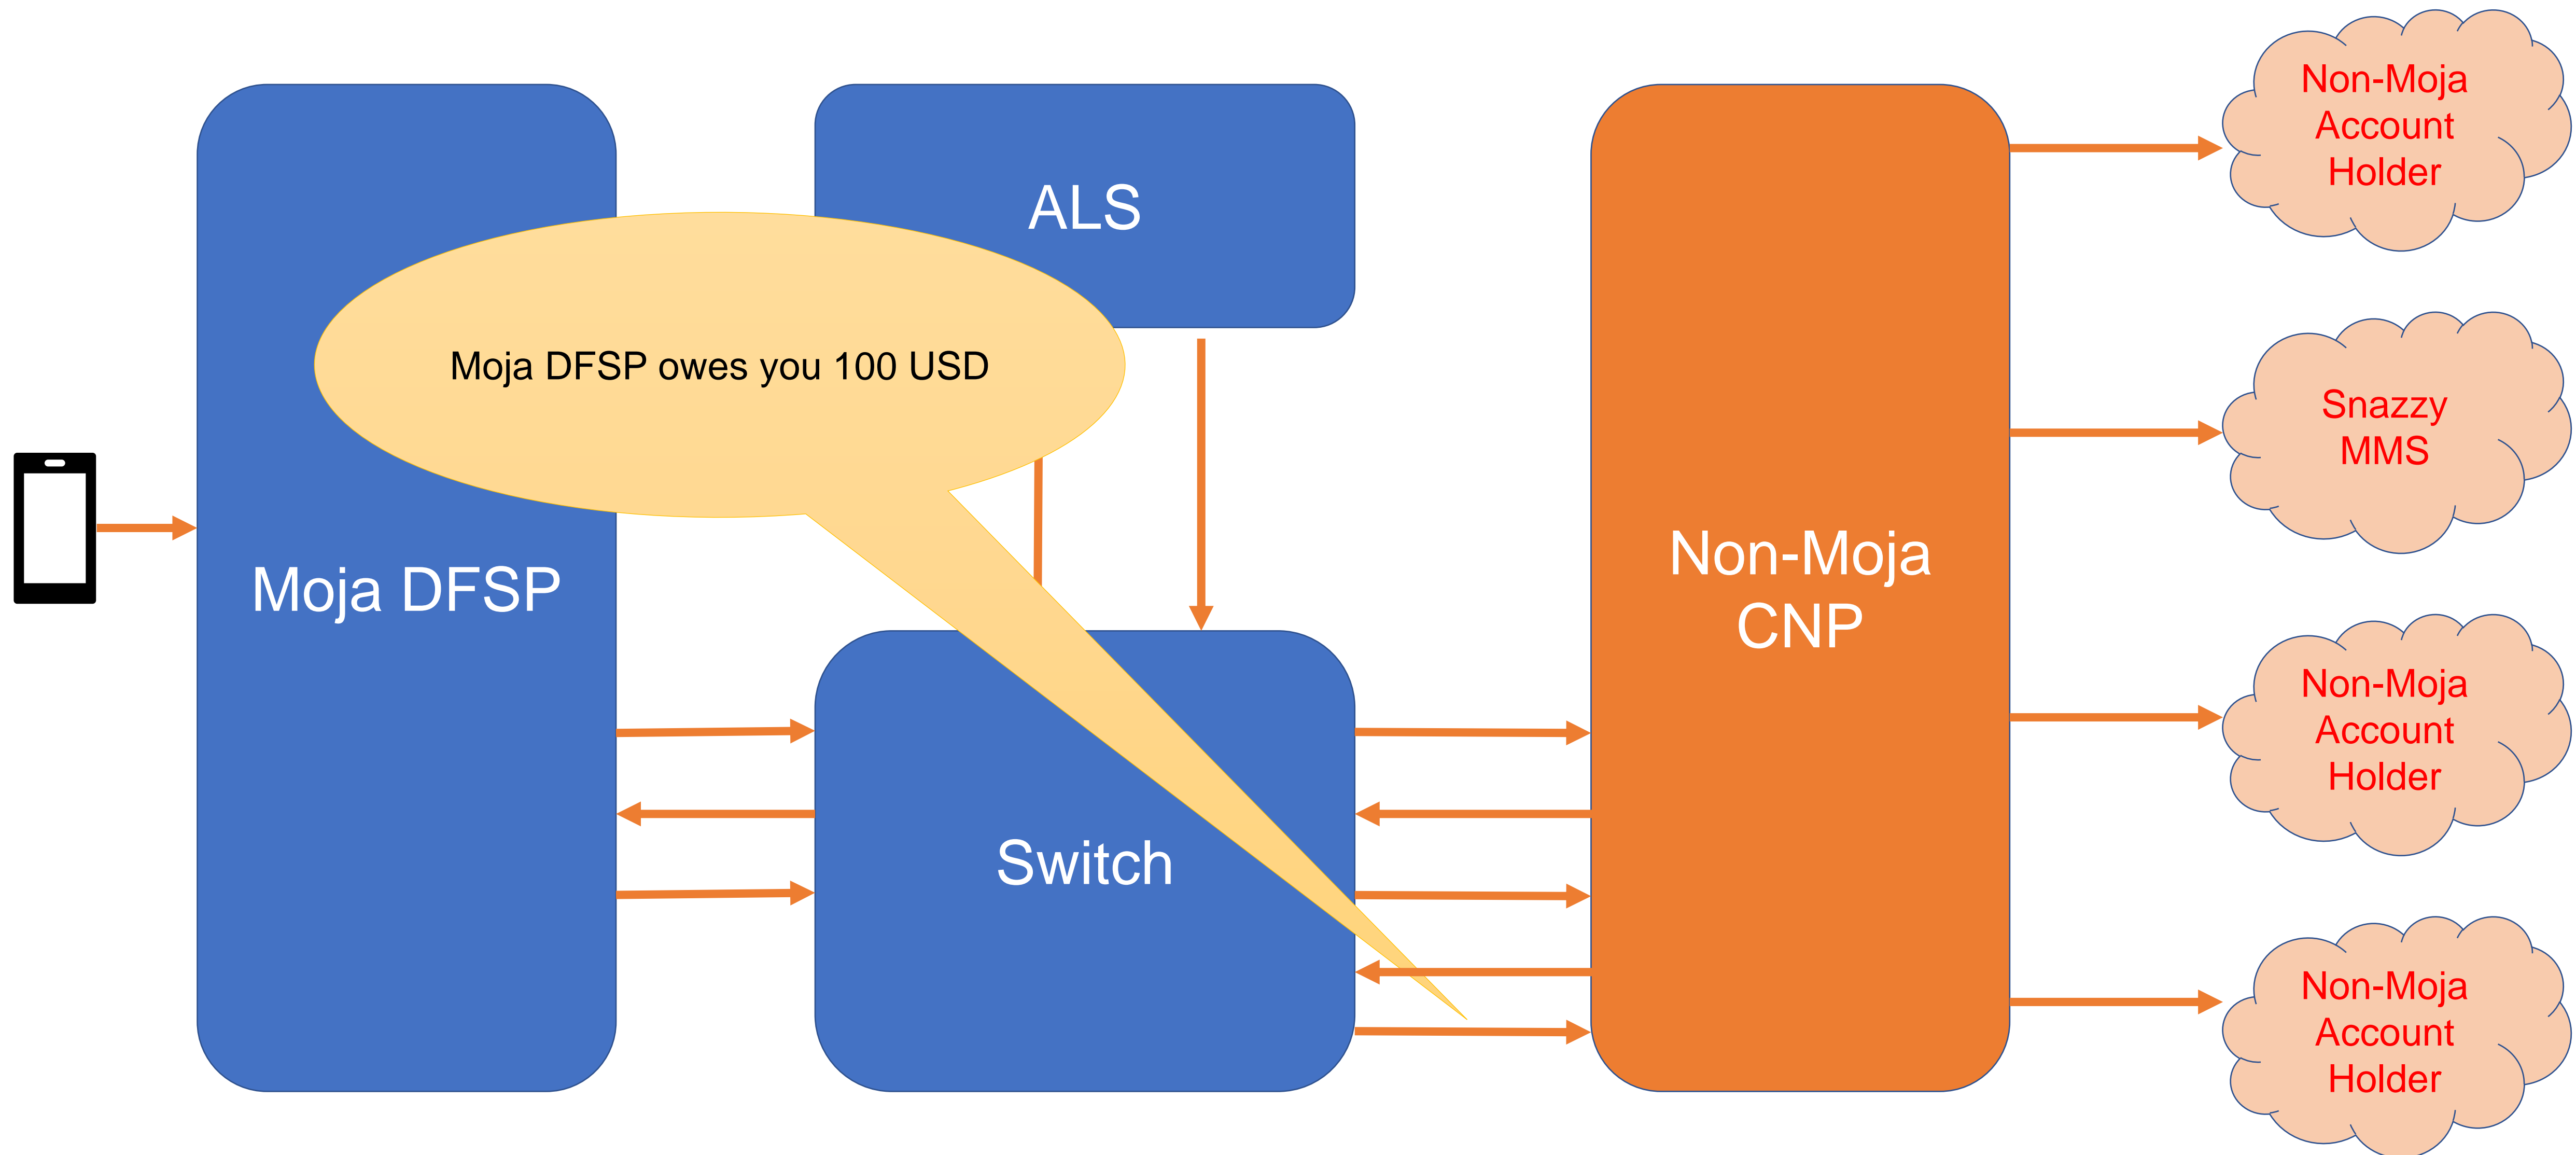 Non-Moja
Account
Holder
ALS
Moja DFSP owes you 100 USD
Snazzy
MMS
Moja DFSP
Non-Moja
CNP
Non-Moja
Account
Holder
Switch
Non-Moja
Account
Holder